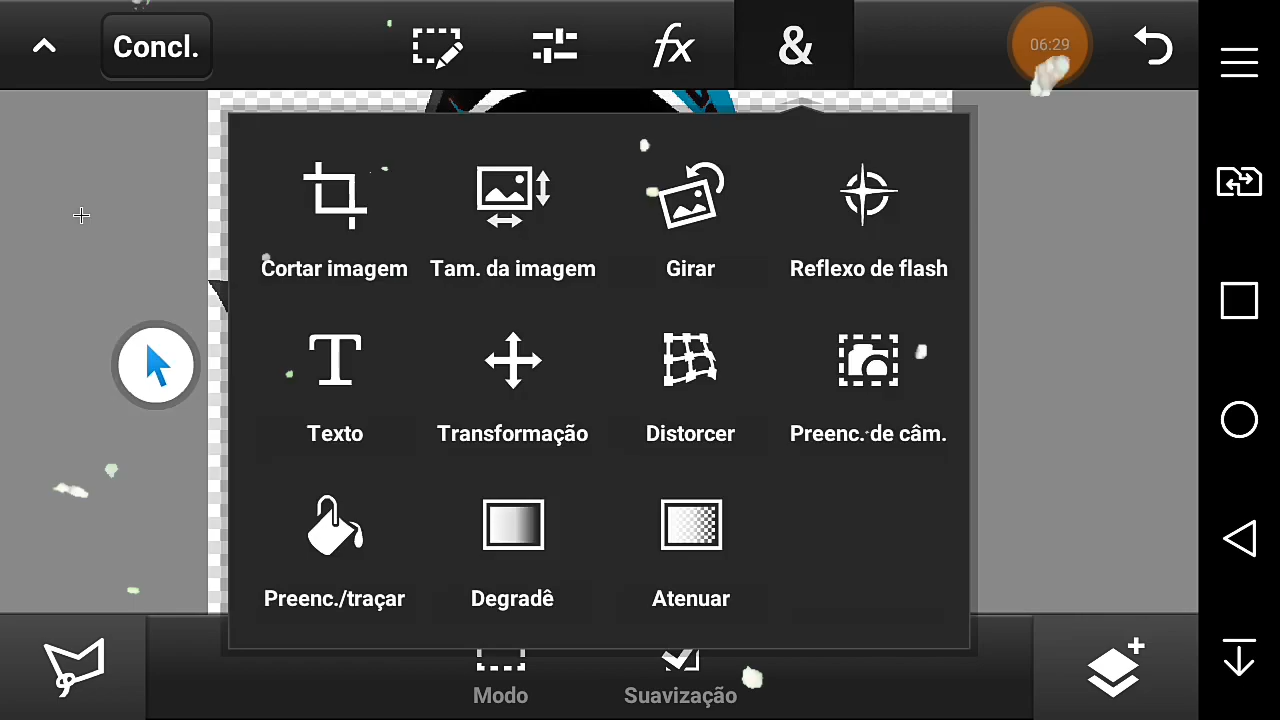 Concl.
fx
&
06:29
Cortar imagem
Tam. da imagem
Girar
Reflexo de flash
T
Texto
Transformação
Distorcer
Preenc. de câm.
Preenc./traçar
Degradê
Atenuar
Modo
Suavização